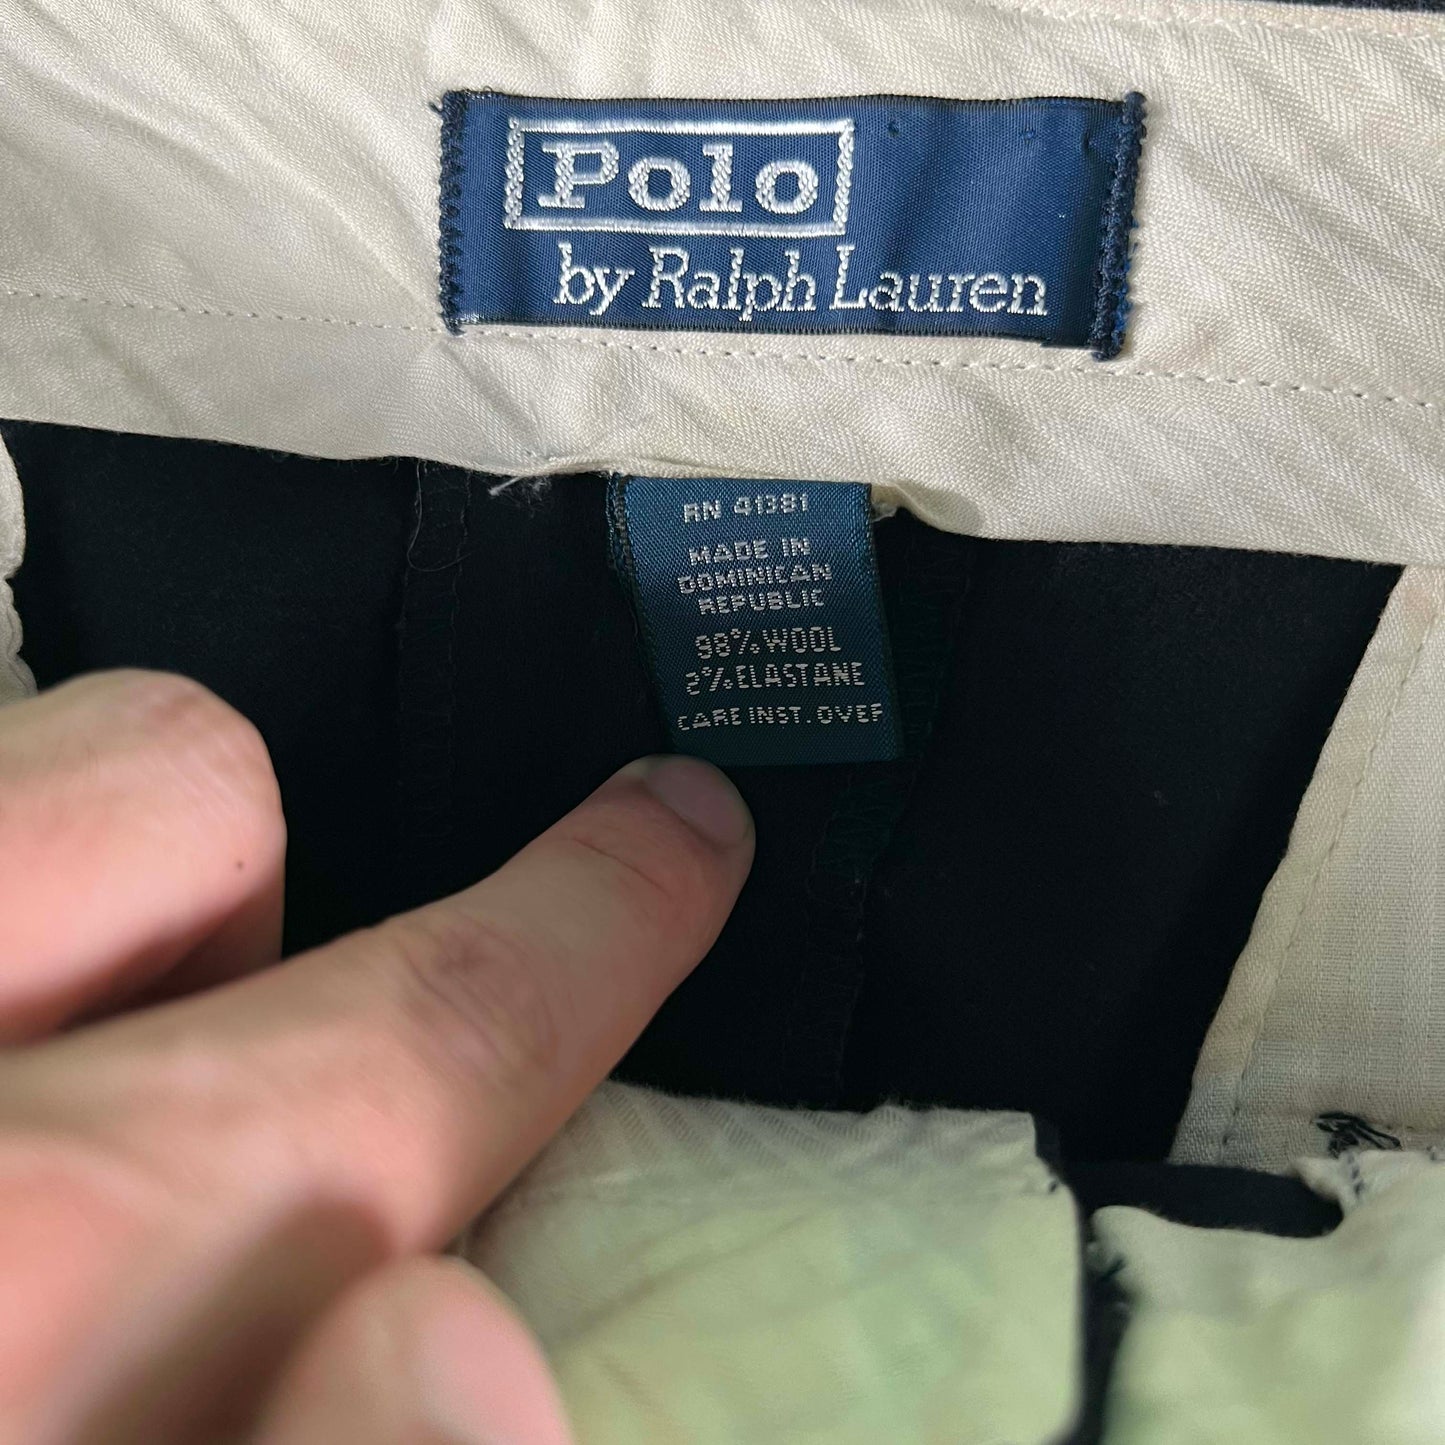 Polo
by Ralph Lauren
RN 41381
MADE IN
DOMINICAN
REPUBLIC
98% WOOL
2% ELASTANE
CARE INST. OVER